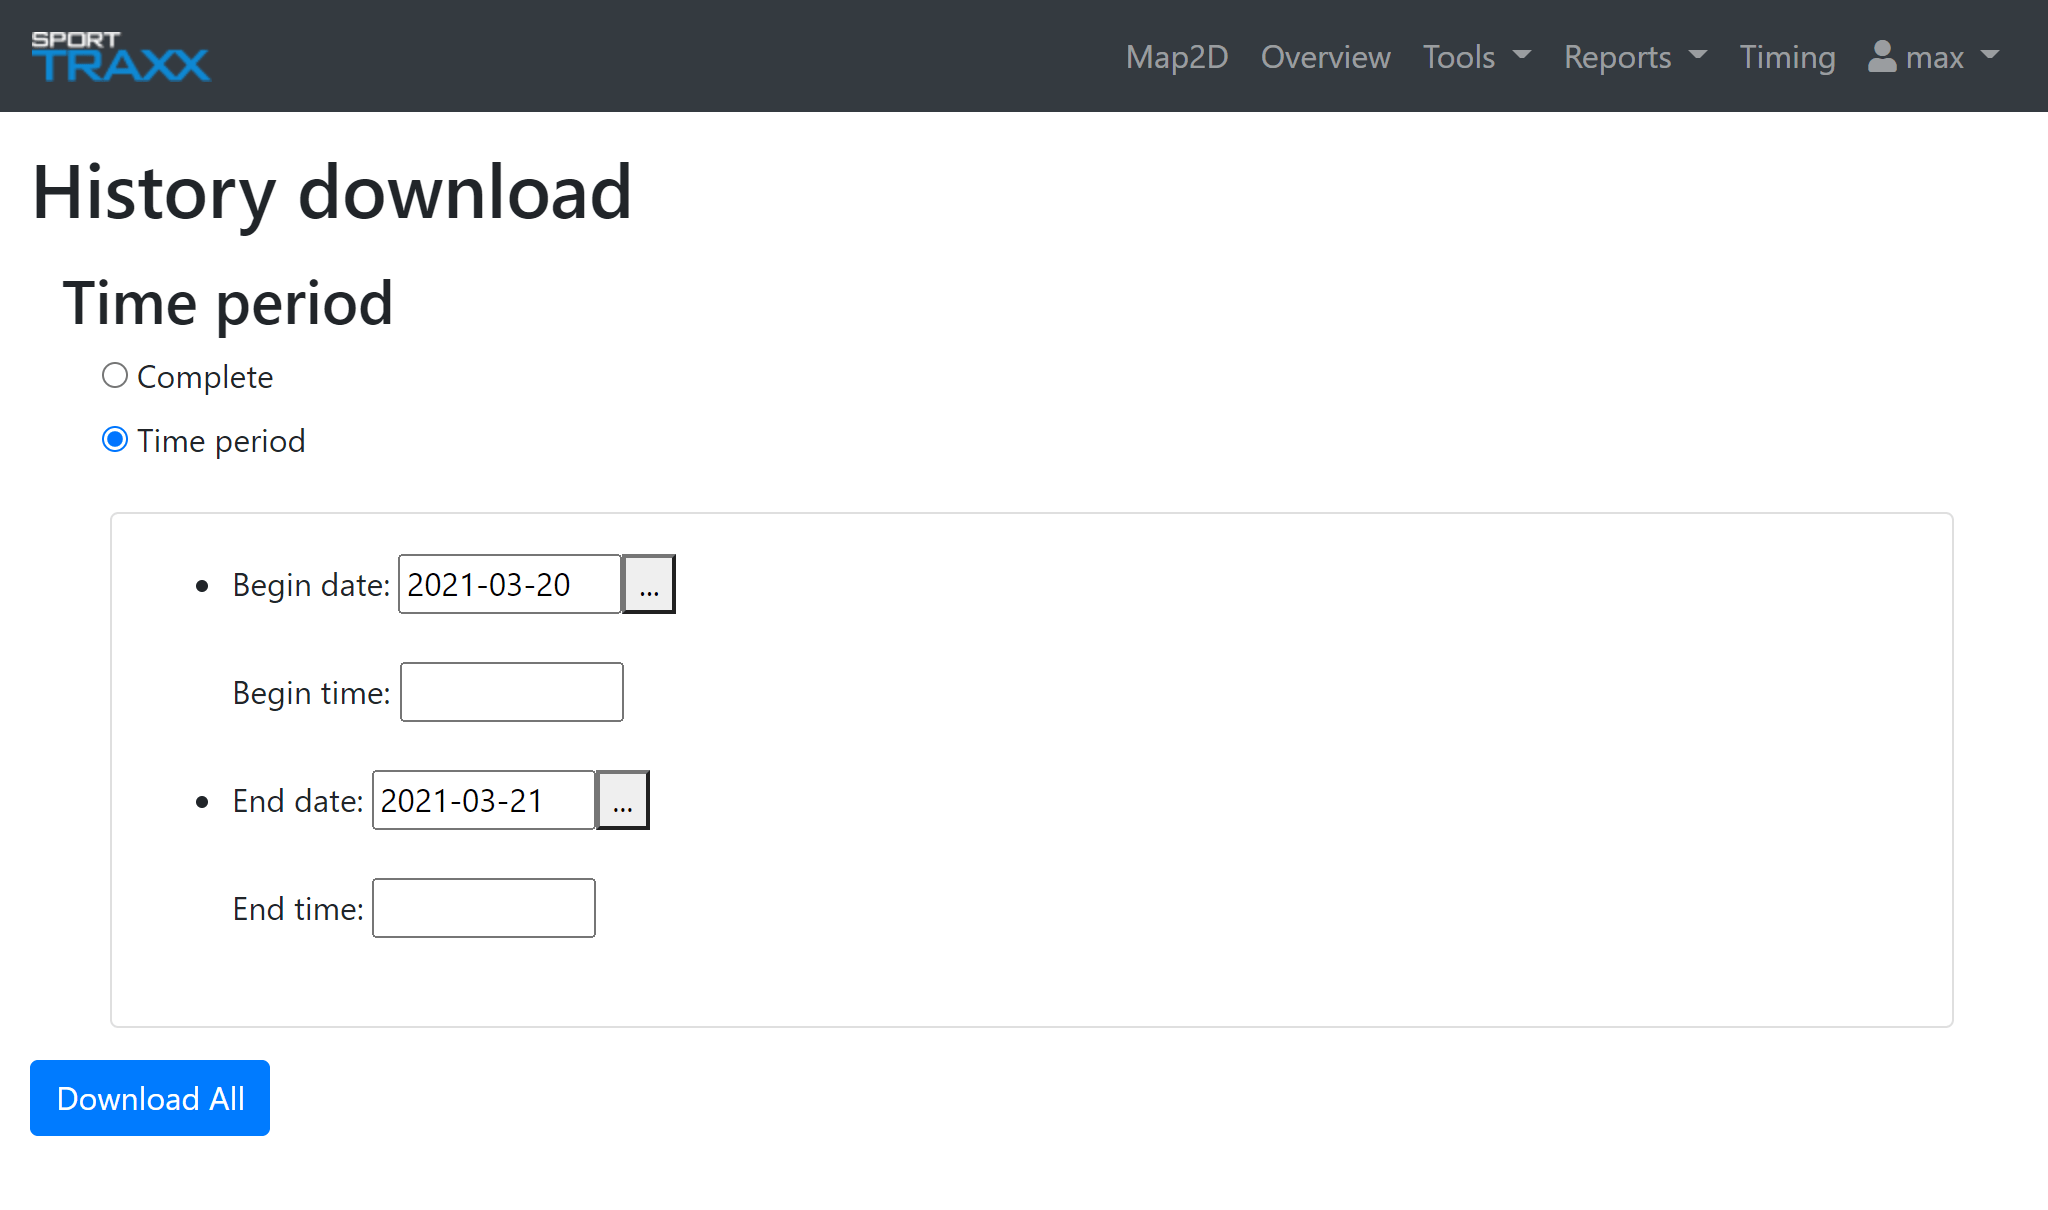 SPORT
TRAXX
Map2D Overview Tools Reports Timing max
History download
Time period
Complete
Time period
Begin date: 2021-03-20 ...
Begin time:
End date: 2021-03-21 ...
End time:
Download All